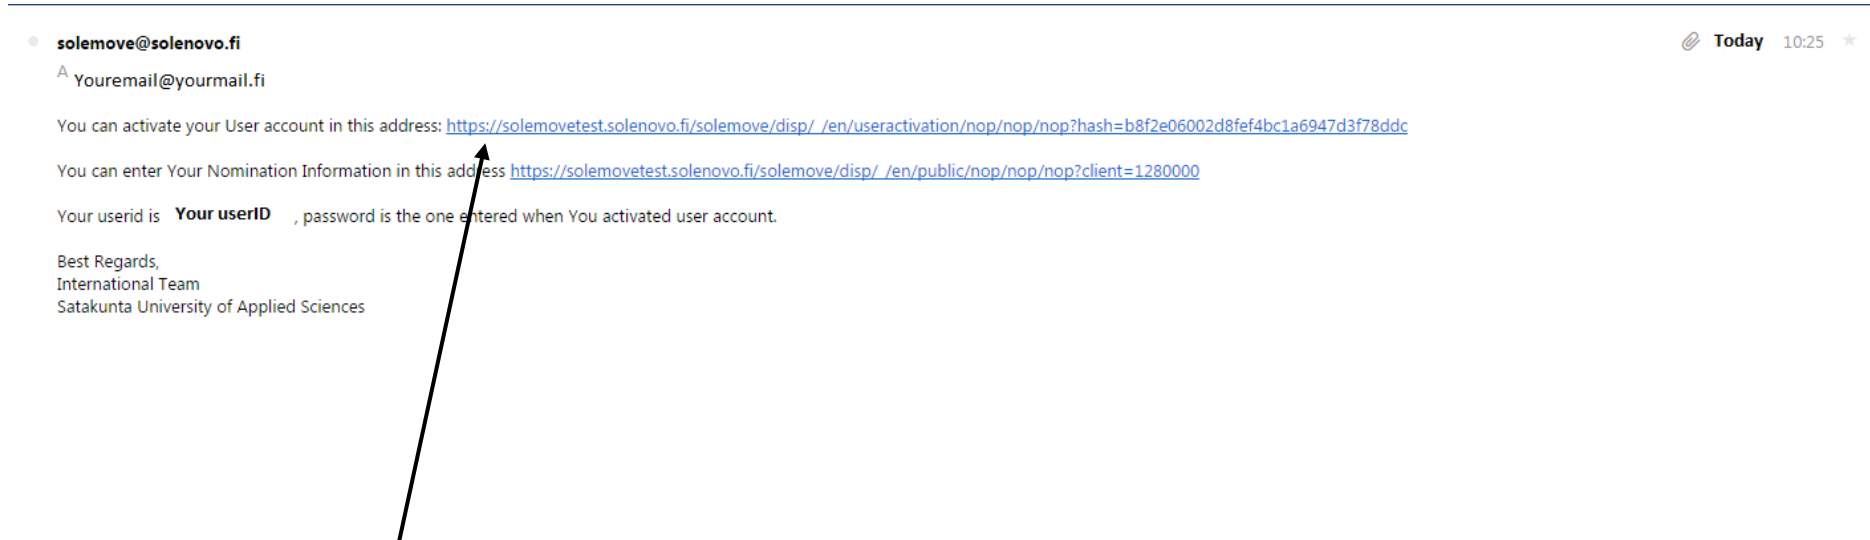 solemove@solenovo.fi
Today 10:25
A Youremail@yourmail.fi
You can activate your User account in this address: https://solemovetest.solenovo.fi/solemove/disp/_/en/useractivation/nop/nop/nop?hash=b8f2e06002d8fef4bc1a6947d3f78ddc
You can enter Your Nomination Information in this address https://solemovetest.solenovo.fi/solemove/disp/_/en/public/nop/nop/nop?client=1280000
Your userid is Your userID , password is the one entered when You activated user account.
Best Regards,
International Team
Satakunta University of Applied Sciences